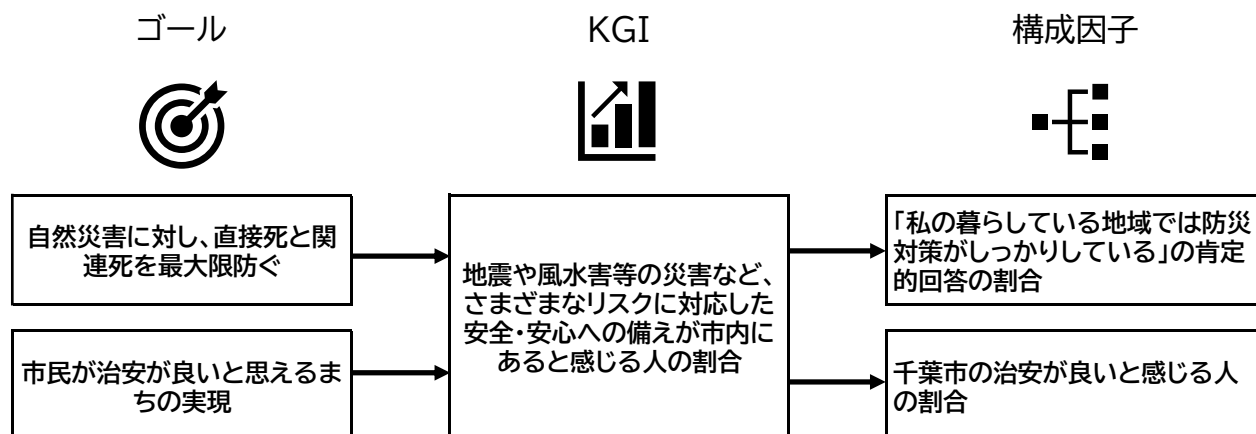 ゴール
KGI
構成因子
自然災害に対し、直接死と関
連死を最大限防ぐ
市民が治安が良いと思えるま
ちの実現
地震や風水害等の災害など、
さまざまなリスクに対応した
安全・安心への備えが市内に
あると感じる人の割合
「私の暮らしている地域では防災
対策がしっかりしている」の肯定
的回答の割合
千葉市の治安が良いと感じる人
の割合